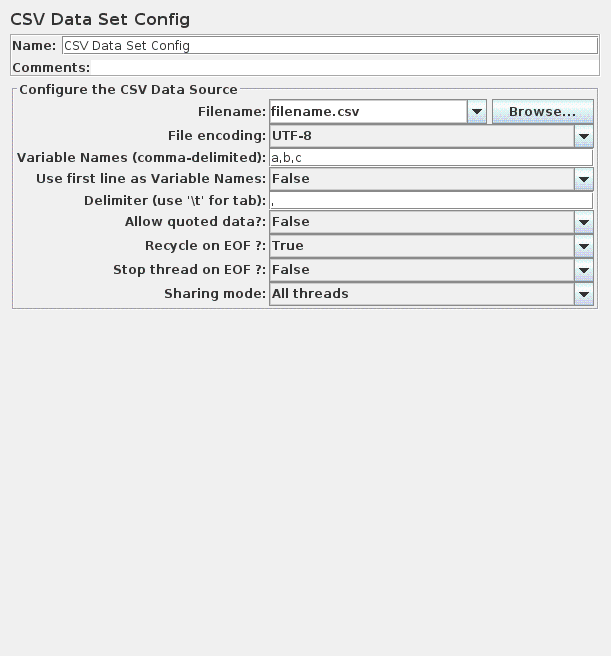 CSV Data Set Config
Name: CSV Data Set Config
Comments:
Configure the CSV Data Source
Filename: filename.csv Browse...
File encoding: UTF-8
Variable Names (comma-delimited): a,b,c
Use first line as Variable Names: False
Delimiter (use '\t' for tab): ,
Allow quoted data?: False
Recycle on EOF ?: True
Stop thread on EOF ?: False
Sharing mode: All threads